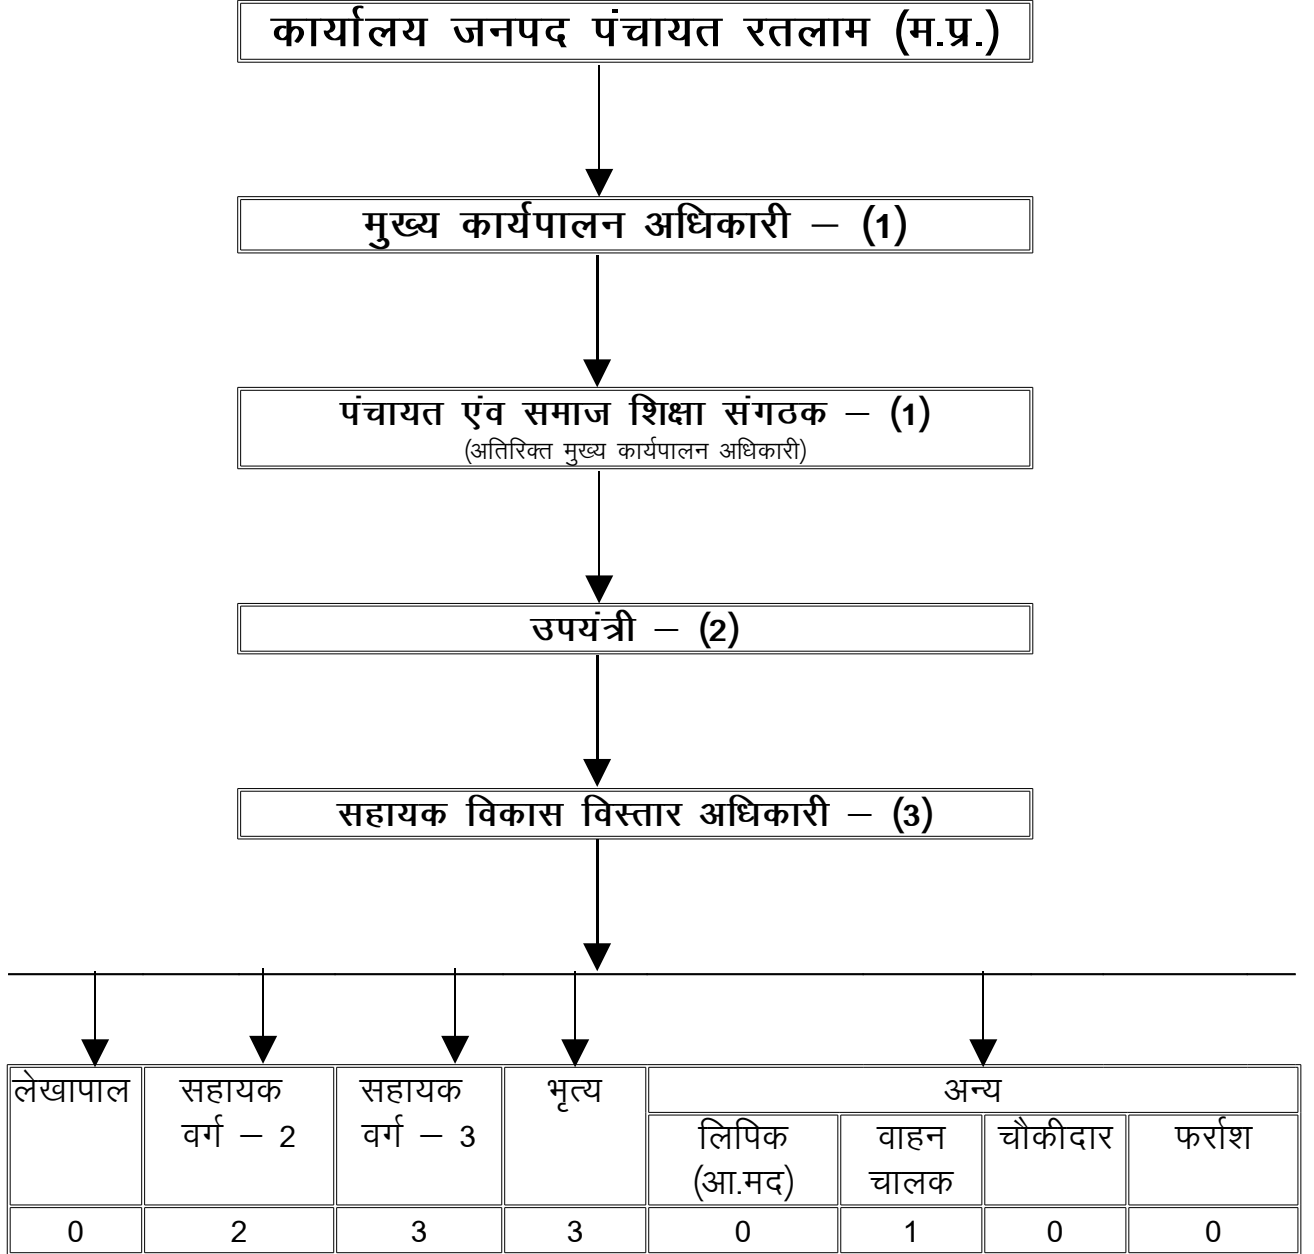 कार्यालय जनपद पंचायत रतलाम (म.प्र.)
मुख्य कार्यपालन अधिकारी – (1)
पंचायत एंव समाज शिक्षा संगठक – (1)
(अतिरिक्त मुख्य कार्यपालन अधिकारी)
उपयंत्री – (2)
सहायक विकास विस्तार अधिकारी – (3)
लेखापाल सहायक सहायक भृत्य अन्य
वर्ग – 2 वर्ग – 3 लिपिक वाहन चौकीदार फर्राश
(आ.मद) चालक
0 2 3 3 0 1 0 0